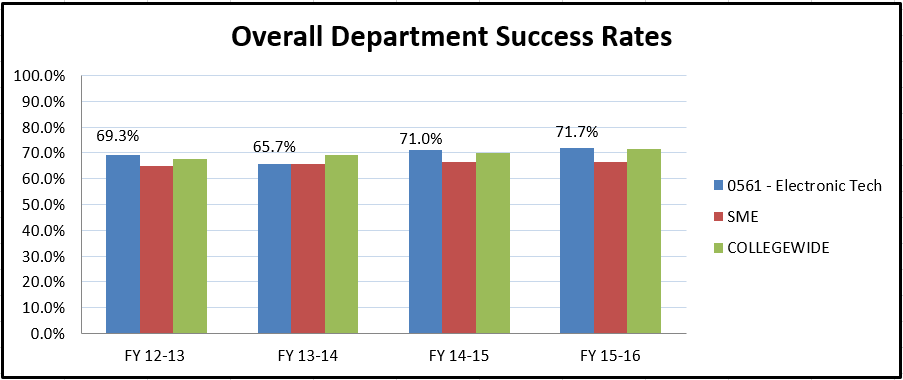 Overall Department Success Rates
100.0%
90.0%
80.0%
70.0%
60.0%
50.0%
40.0%
30.0%
20.0%
10.0%
0.0%
69.3%
65.7%
71.0%
71.7%
FY 12-13
FY 13-14
FY 14-15
FY 15-16
0561 - Electronic Tech
SME
COLLEGEWIDE